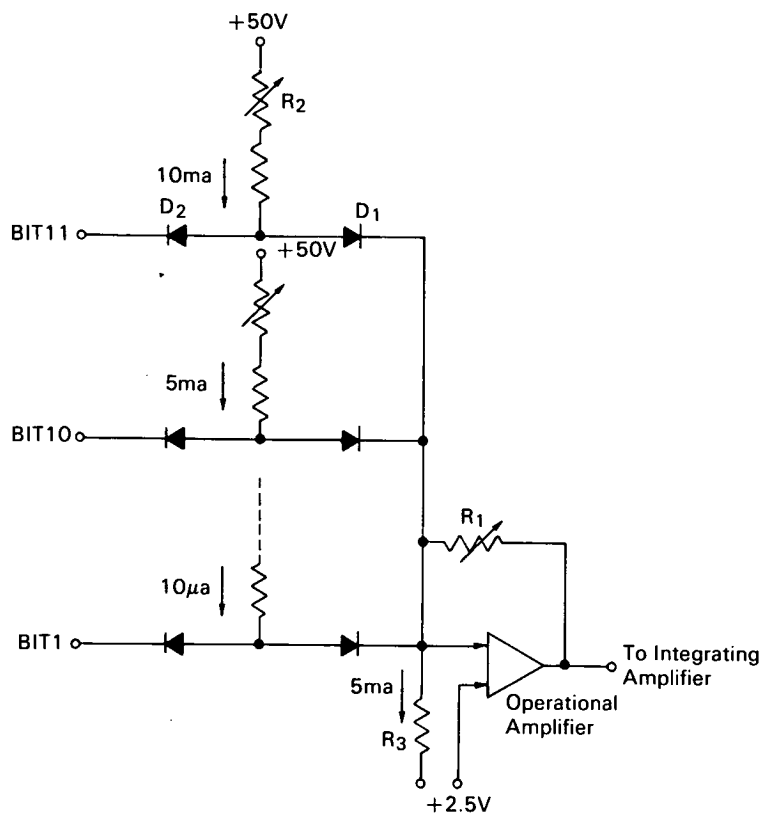 +50V
R2
10ma
D2
D1
BIT11
+50V
5ma
BIT10
R1
10µa
BIT1
5ma
R3
To Integrating
Amplifier
Operational
Amplifier
+2.5V